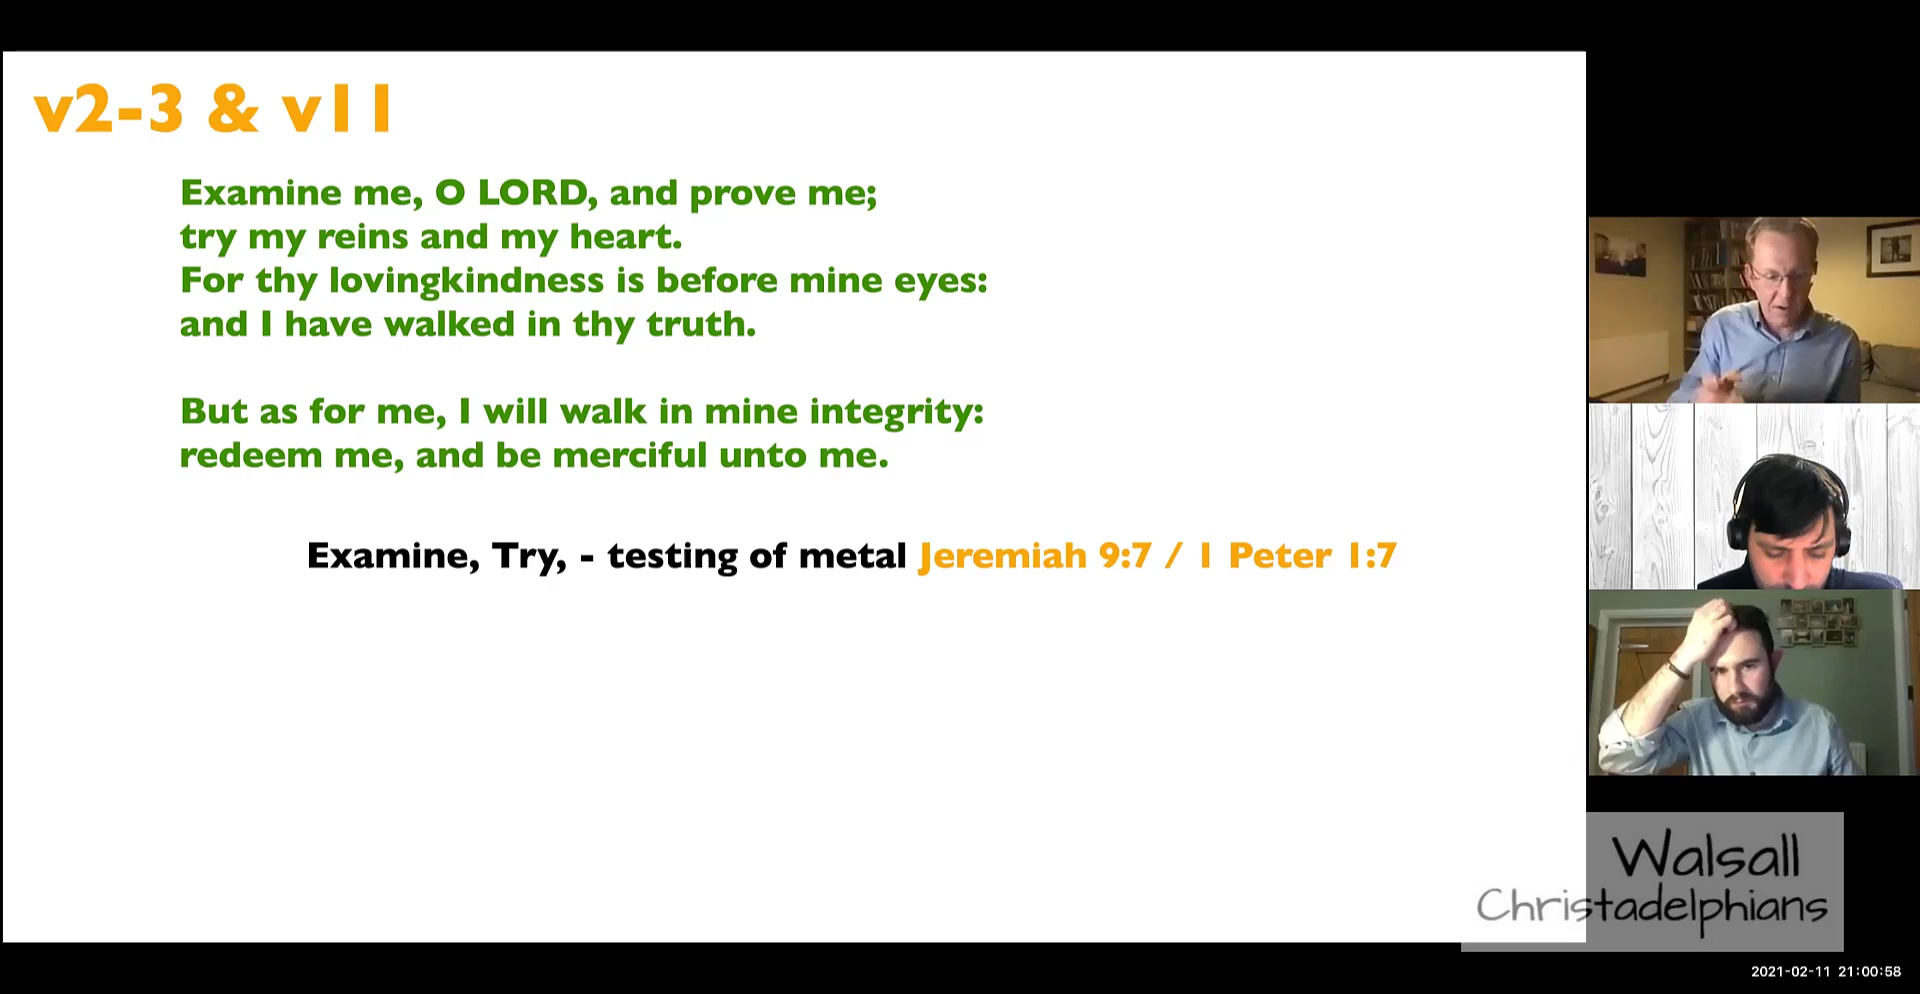 v2-3 & v11
Examine me, O LORD, and prove me;
try my reins and my heart.
For thy lovingkindness is before mine eyes:
and I have walked in thy truth.
But as for me, I will walk in mine integrity:
redeem me, and be merciful unto me.
Examine, Try, - testing of metal Jeremiah 9:7 / 1 Peter 1:7
Walsall
Christadelphians
2021-02-11 21:00:58